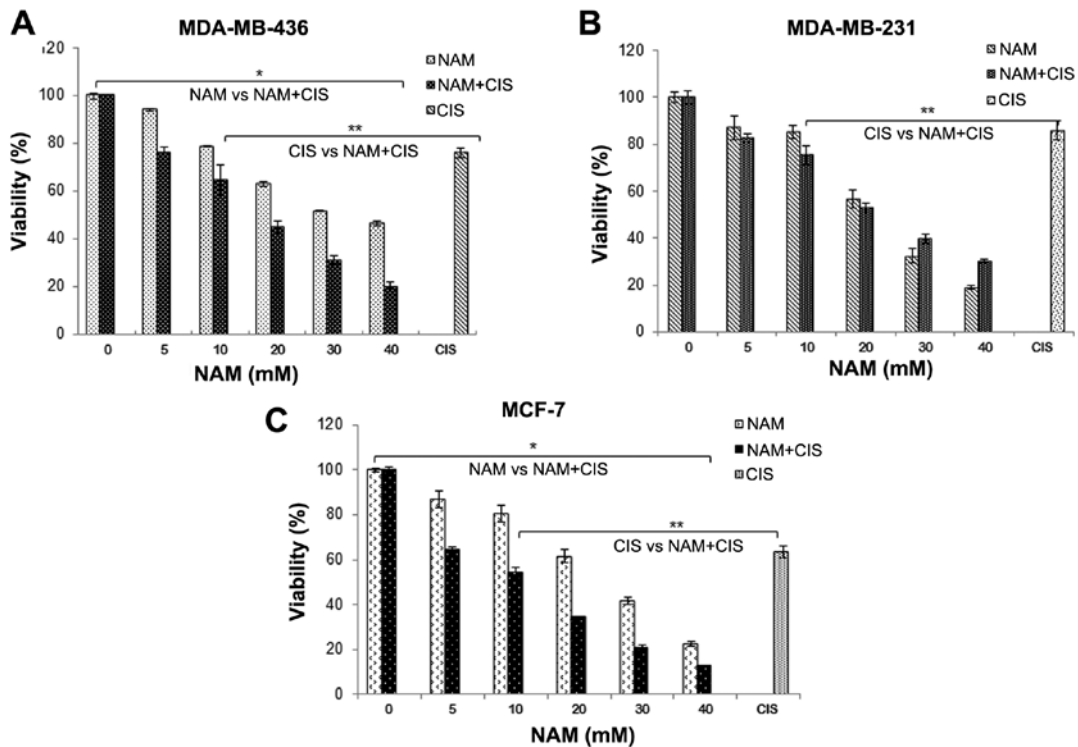 A
MDA-MB-436
Viability (%)
.20
100
80
60
40
20
0
NAM
NAM+CIS
CIS
*
NAM vs NAM+CIS
**
CIS vs NAM+CIS
0 5 10 20 30 40 CIS
NAM (mM)
B
MDA-MB-231
Viability (%)
120
100
80
60
40
20
0
NAM
NAM+CIS
CIS
**
CIS vs NAM+CIS
0 5 10 20 30 40 CIS
NAM (mM)
C
MCF-7
Viability (%)
120
100
80
60
40
20
0
NAM
NAM+CIS
CIS
*
NAM vs NAM+CIS
**
CIS vs NAM+CIS
0 5 10 20 30 40 CIS
NAM (mM)